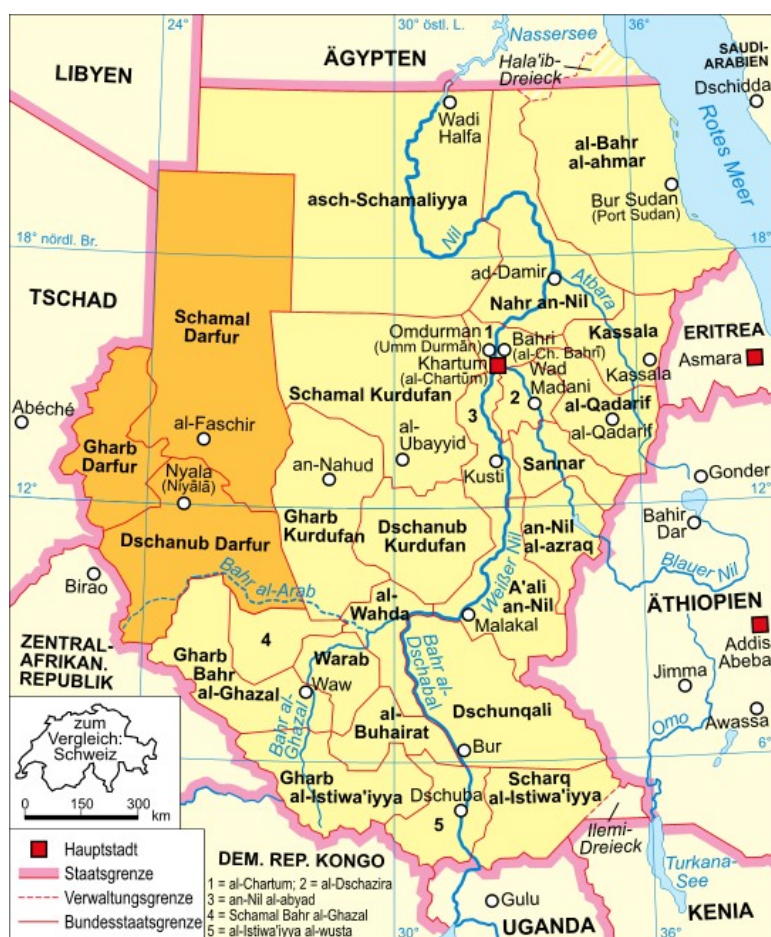 24°
30° östl. L.
36°
Nassersee
SAUDI-
ARABIEN
ÄGYPTEN
Hala'ib-
Dreieck
LIBYEN
Dschidda
Wadi
Halfa
al-Bahr
al-ahmar
Rotes Meer
asch-Schamaliyya
Bur Sudan
(Port Sudan)
Nil
18° nördl. Br.
18°
ad-Damir
Atbara
TSCHAD
Nahr an-Nil
Schamal
Darfur
Omdurman
(Umm Durmān)
1
Bahri
(al-Ch. Bahrī)
Kassala
ERITREA
Khartum
(al-Chartūm)
Wad
Madani
Kassala
Asmara
Schamal Kurdufan
2
al-Qadarif
3
Abéché
al-Faschir
al-
Ubayyid
al-Qadarif
Gharb
Darfur
an-Nahud
Kusti
Sannar
Gonder
Nyala
(Niyālā)
12°
12°
Gharb
Kurdufan
Dschanub
Kurdufan
an-Nil
al-azraq
Bahir
Dar
Dschanub Darfur
Blauer Nil
Weißer Nil
Birao
Bahr al-Arab
al-
Wahda
A'ali
an-Nil
ÄTHIOPIEN
Malakal
ZENTRAL-
AFRIKAN.
REPUBLIK
4
Gharb
Bahr
al-Ghazal
Warab
Bahr al-
Dschabal
Addis
Abeba
Waw
Jimma
Dschunqali
zum
Vergleich:
Schweiz
Bahr al-
Ghazal
al-
Buhairat
Omo
Awassa
Bur
6°
0 150 300
km
Gharb
al-Istiwa'iyya
Dschuba
Scharq
al-Istiwa'iyya
5
Ilemi-
Dreieck
Hauptstadt
Staatsgrenze
Verwaltungsgrenze
Bundesstaatsgrenze
DEM. REP. KONGO
1 = al-Chartum; 2 = al-Dschazira
3 = an-Nil al-abyad
4 = Schamal Bahr al-Ghazal
5 = al-Istiwa'iyya al-wusta
Turkana-
See
Gulu
UGANDA
KENIA
30°
36°